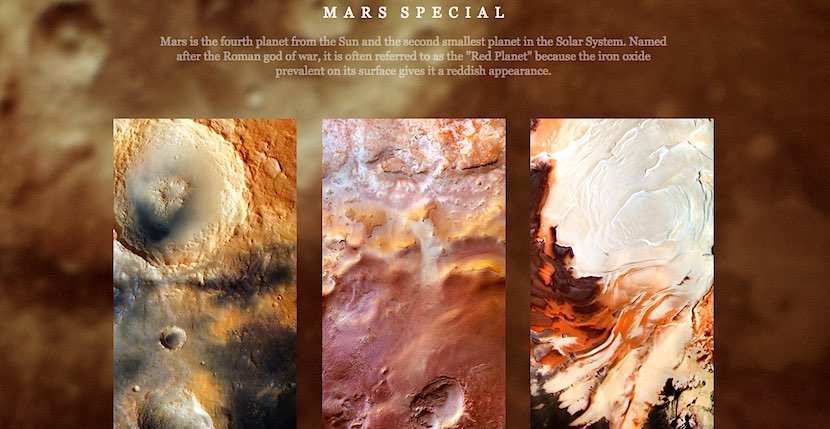 MARS SPECIAL
Mars is the fourth planet from the Sun and the second smallest planet in the Solar System. Named
after the Roman god of war, it is often referred to as the "Red Planet" because the iron oxide
prevalent on its surface gives it a reddish appearance.